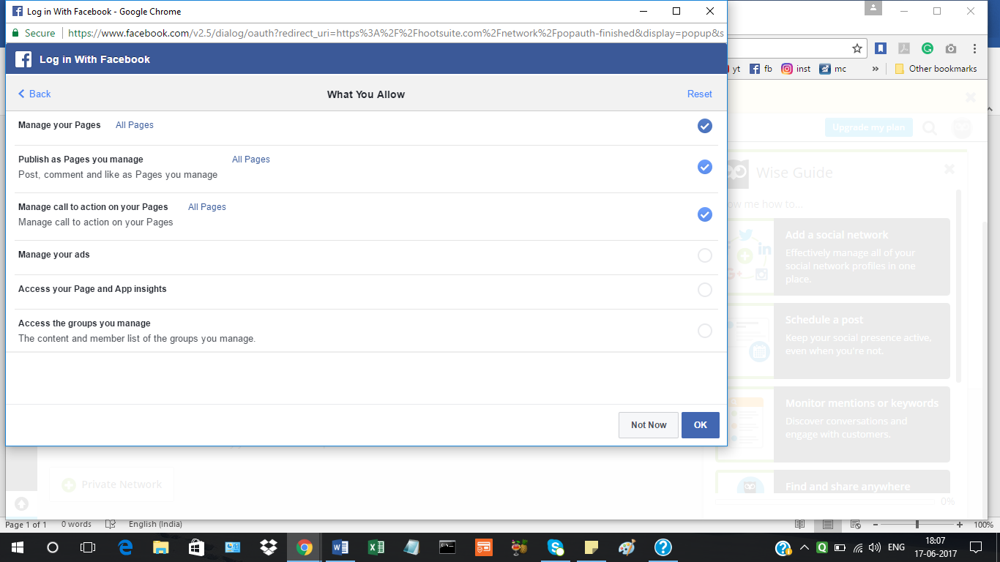 Log in With Facebook - Google Chrome
Secure https://www.facebook.com/v2.5/dialog/oauth?redirect_uri=https%3A%2F%2Fhootsuite.com%2Fnetwork%2Fpopauth-finished&display=popup&s
Log in With Facebook
Back What You Allow Reset
Manage your Pages All Pages
Publish as Pages you manage All Pages
Post, comment and like as Pages you manage
Manage call to action on your Pages All Pages
Manage call to action on your Pages
Manage your ads
Access your Page and App insights
Access the groups you manage
The content and member list of the groups you manage.
Not Now OK
yt fb inst mc » Other bookmarks
Upgrade my plan
Wise Guide
me how to...
Add a social network
Effectively manage all of your
social network profiles in one
place.
Schedule a post
Keep your social presence active,
even when you're not.
Monitor mentions or keywords
Discover conversations and
engage with customers.
Find and share anywhere
0%
Private Network
Page 1 of 1 0 words English (India) 100%
ENG 18:07
17-06-2017